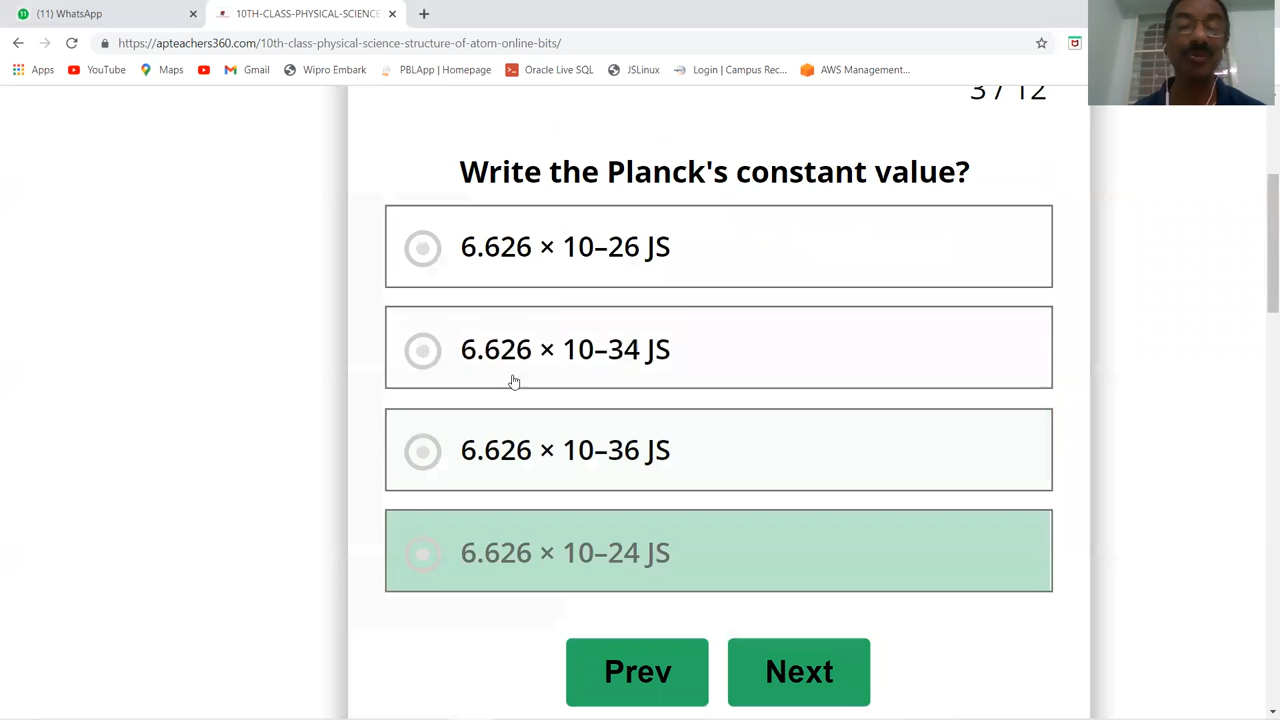 (11) WhatsApp
10TH-CLASS-PHYSICAL-SCIENCE
https://apteachers360.com/10th-class-physical-science-structure-of-atom-online-bits/
Apps YouTube Maps Gmail Wipro Embark PBLApp | Homepage Oracle Live SQL JSLinux Login | Campus Rec... AWS Management...
3 / 12
Write the Planck's constant value?
6.626 × 10–26 JS
6.626 × 10–34 JS
6.626 × 10–36 JS
6.626 × 10–24 JS
Prev Next